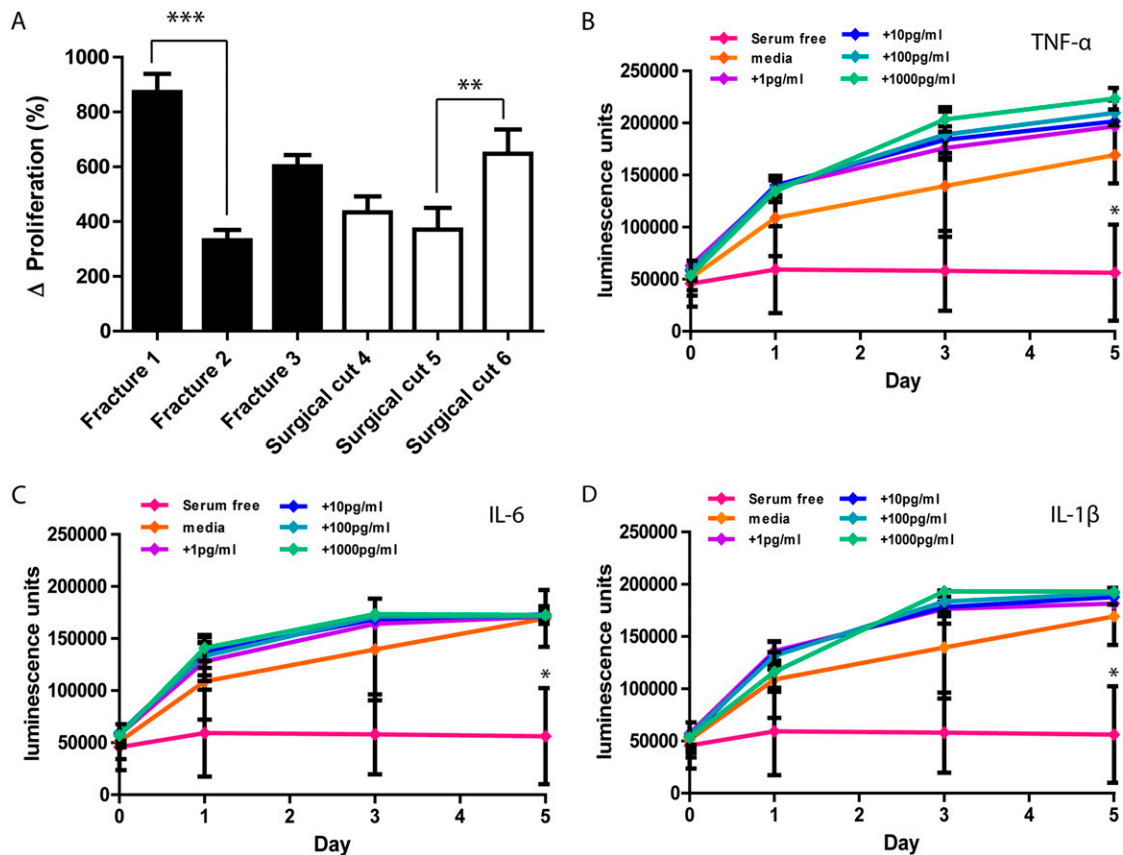 A
Δ Proliferation (%)
1000
800
600
400
200
0
***
**
Fracture 1
Fracture 2
Fracture 3
Surgical cut 4
Surgical cut 5
Surgical cut 6
B
Serum free
media
+1pg/ml
+10pg/ml
+100pg/ml
+1000pg/ml
TNF-α
luminescence units
250000
200000
150000
100000
50000
0
*
0 1 2 3 4 5
Day
C
Serum free
media
+1pg/ml
+10pg/ml
+100pg/ml
+1000pg/ml
IL-6
luminescence units
250000
200000
150000
100000
50000
0
*
0 1 3 5
Day
D
Serum free
media
+1pg/ml
+10pg/ml
+100pg/ml
+1000pg/ml
IL-1β
luminescence units
250000
200000
150000
100000
50000
0
*
0 1 2 3 4 5
Day